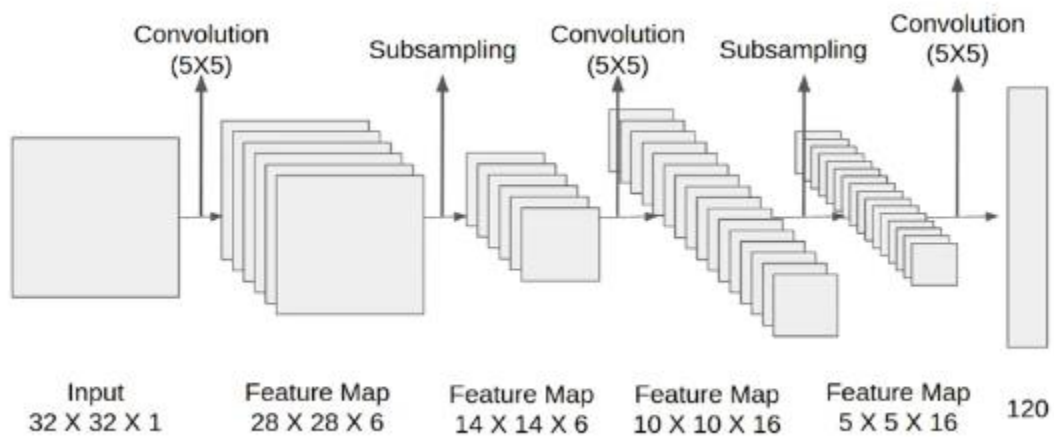 Convolution
(5X5)
Subsampling
Convolution
(5X5)
Subsampling
Convolution
(5X5)
Input
32 X 32 X 1
Feature Map
28 X 28 X 6
Feature Map
14 X 14 X 6
Feature Map
10 X 10 X 16
Feature Map
5 X 5 X 16
120